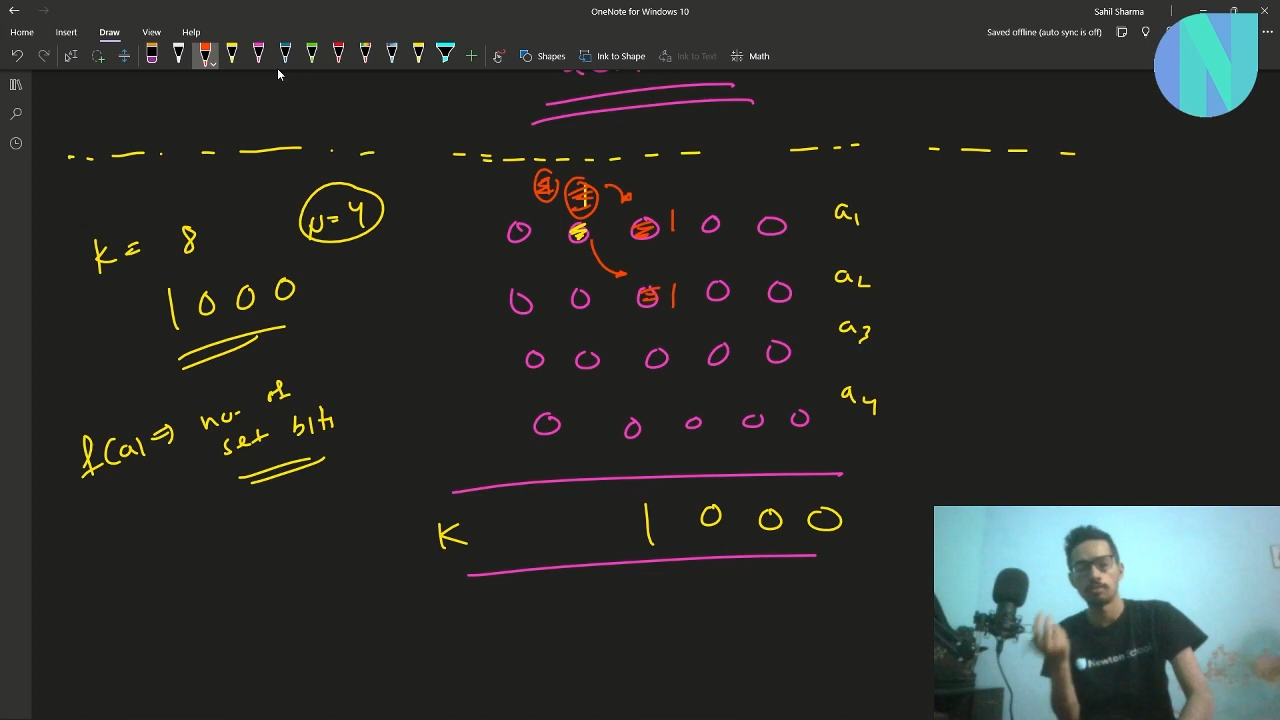 OneNote for Windows 10
Sahil Sharma
Home Insert Draw View Help
Saved offline (auto sync is off)
Shapes Ink to Shape Ink to Text Math
k = 8
N = 4
1 0 0 0
f(a) ⇒ no. of
set bits
0 0 1 0 0 a1
0 0 0 1 0 0 a2
0 0 0 0 0 a3
0 0 0 0 0 a4
K 1 0 0 0
Newton School